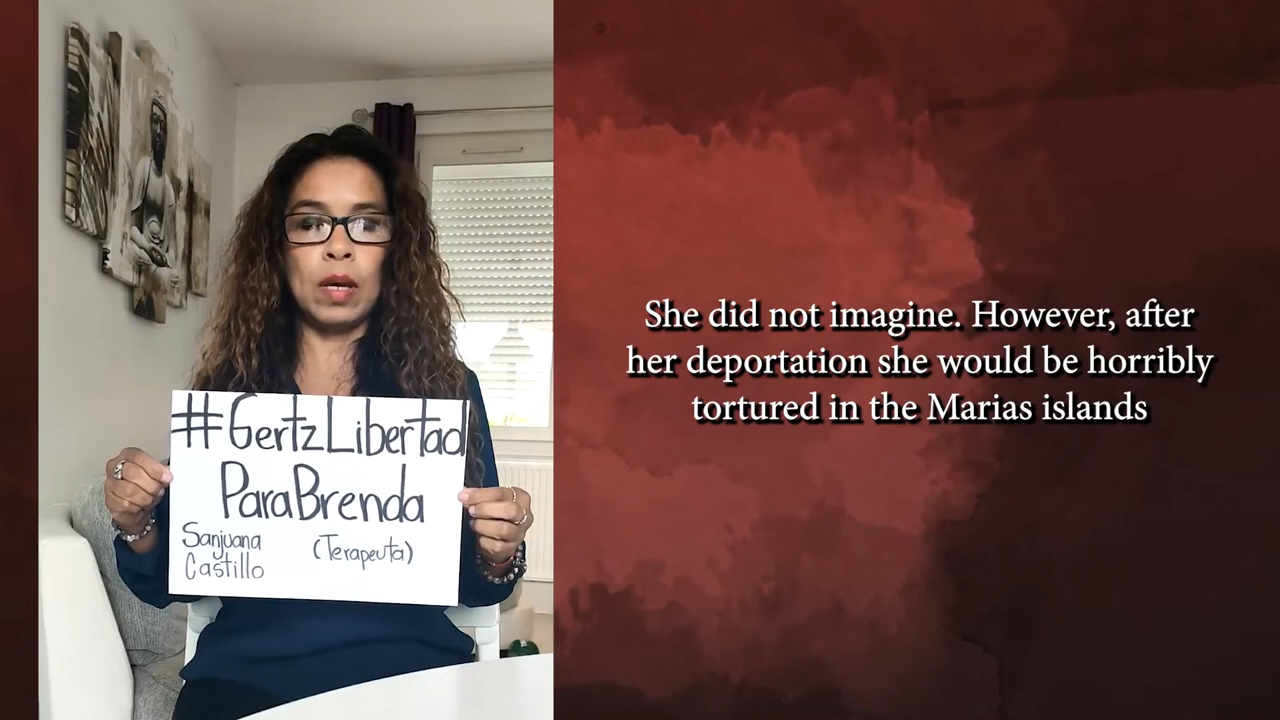 #GertzLibertad
ParaBrenda
Sanjuana
Castillo
(Terapeuta)
She did not imagine. However, after
her deportation she would be horribly
tortured in the Marias islands